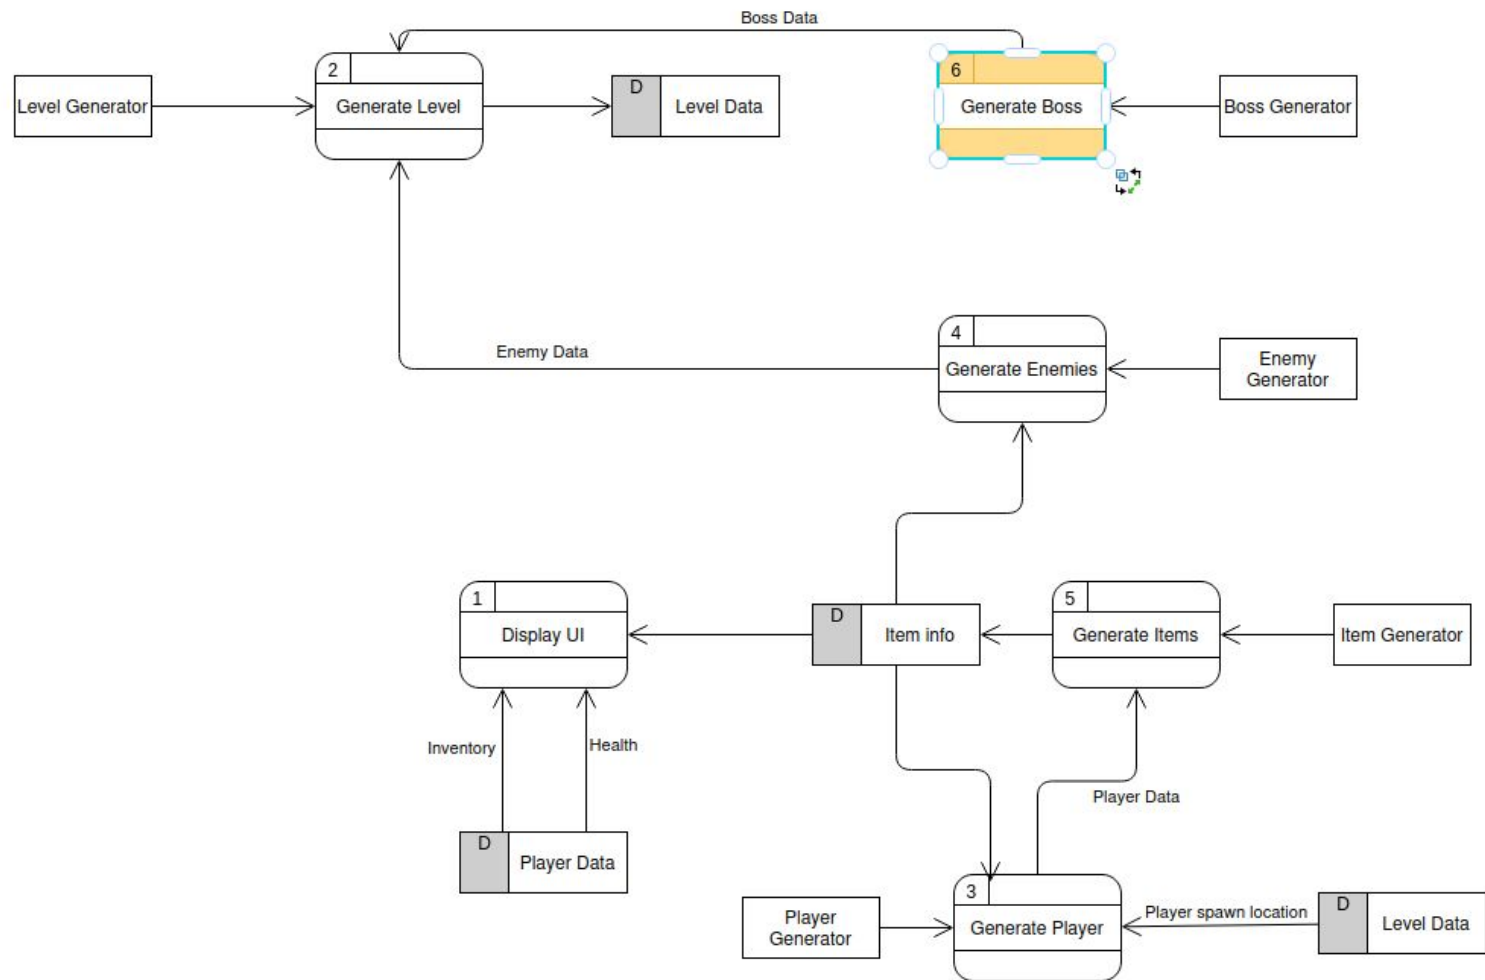 Boss Data
2
6
D
Level Generator
Generate Level
Level Data
Generate Boss
Boss Generator
4
Enemy Data
Generate Enemies
Enemy
Generator
1
D
5
Display UI
Item info
Generate Items
Item Generator
Inventory
Health
Player Data
D
Player Data
3
D
Player
Generator
Generate Player
Player spawn location
Level Data